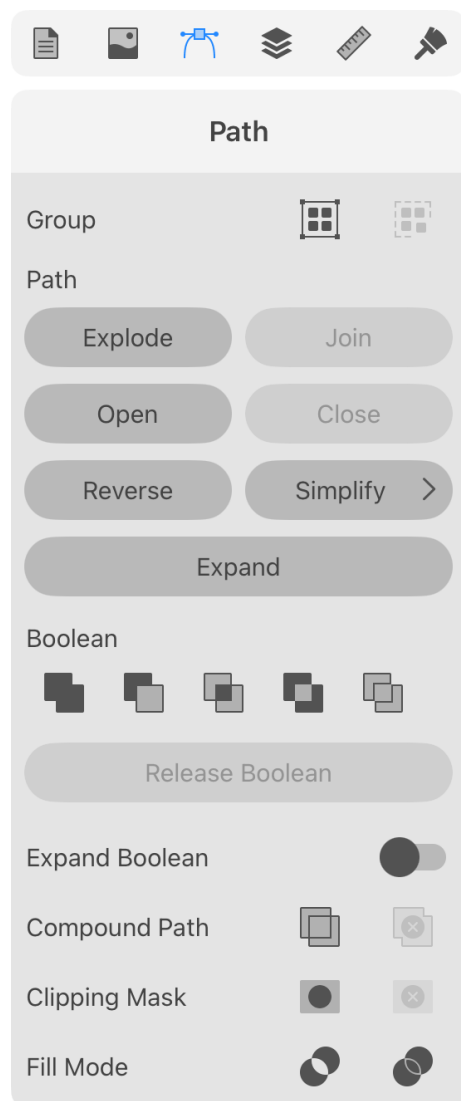 Path
Group
Path
Explode
Join
Open
Close
Reverse
Simplify
Expand
Boolean
Release Boolean
Expand Boolean
Compound Path
Clipping Mask
Fill Mode